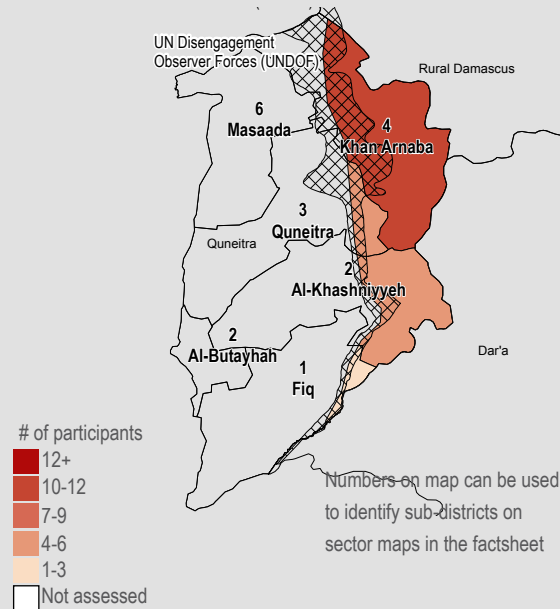 UN Disengagement
Observer Forces (UNDOF)
Rural Damascus
6
Masaada
4
Khan Arnaba
3
Quneitra
Quneitra
2
Al-Khashniyyeh
2
Al-Butayhah
Dar'a
1
Fiq
# of participants
12+
10-12
7-9
4-6
1-3
Not assessed
Numbers on map can be used
to identify sub-districts on
sector maps in the factsheet